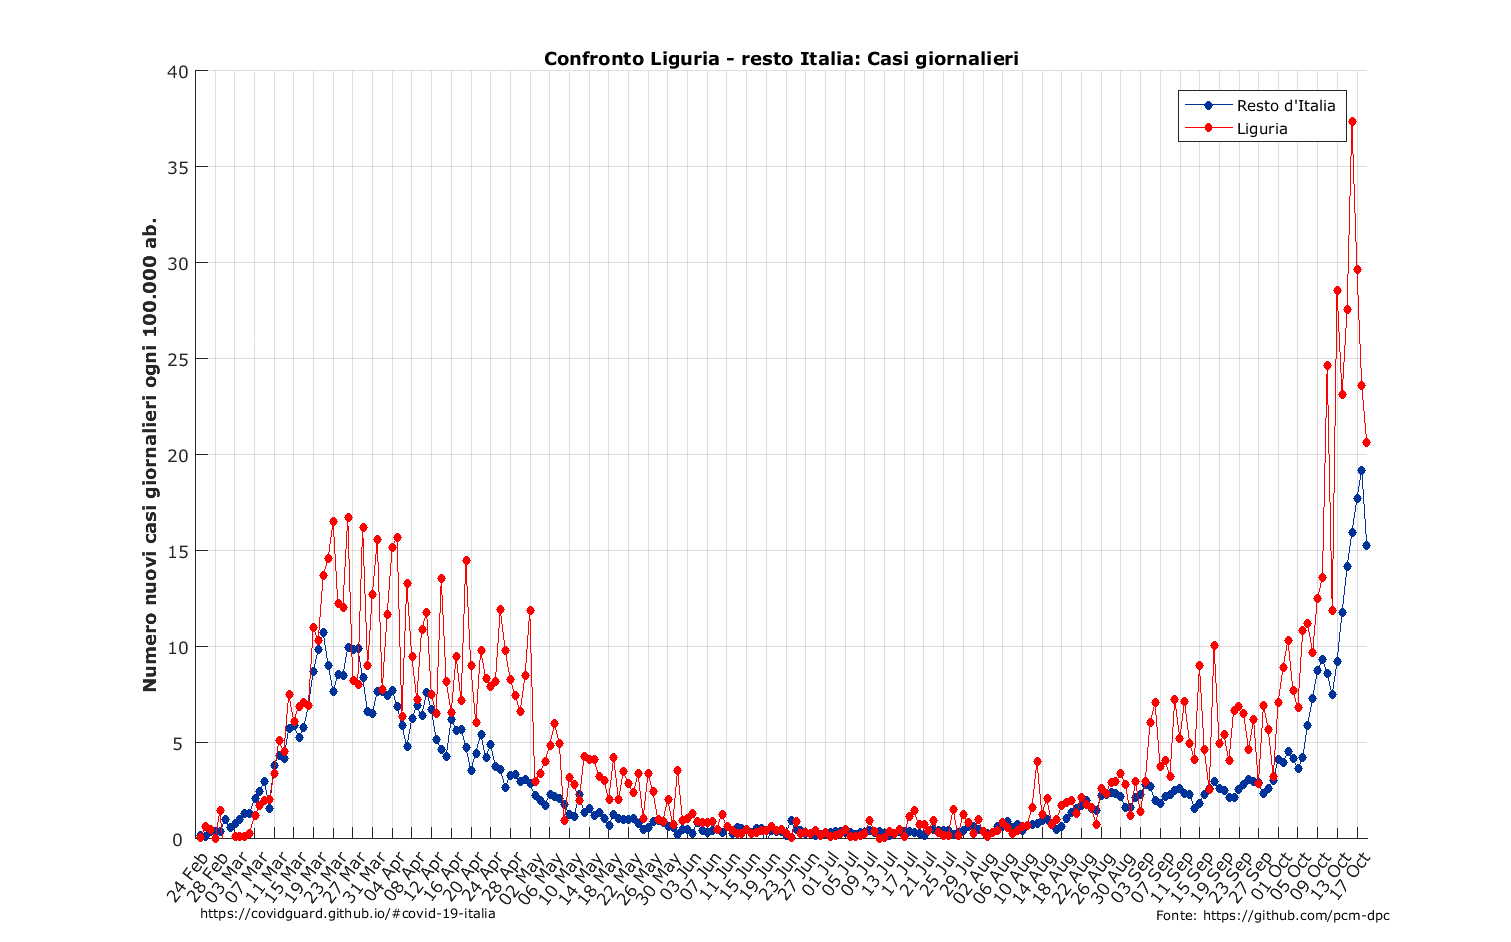 Confronto Liguria - resto Italia: Casi giornalieri
Resto d'Italia
Liguria
Numero nuovi casi giornalieri ogni 100.000 ab.
40
35
30
25
20
15
10
5
0
24 Feb
28 Feb
03 Mar
07 Mar
11 Mar
15 Mar
19 Mar
23 Mar
27 Mar
31 Mar
04 Apr
08 Apr
12 Apr
16 Apr
20 Apr
24 Apr
28 Apr
02 May
06 May
10 May
14 May
18 May
22 May
26 May
30 May
03 Jun
07 Jun
11 Jun
15 Jun
19 Jun
23 Jun
27 Jun
01 Jul
05 Jul
09 Jul
13 Jul
17 Jul
21 Jul
25 Jul
29 Jul
02 Aug
06 Aug
10 Aug
14 Aug
18 Aug
22 Aug
26 Aug
30 Aug
03 Sep
07 Sep
11 Sep
15 Sep
19 Sep
23 Sep
27 Sep
01 Oct
05 Oct
09 Oct
13 Oct
17 Oct
https://covidguard.github.io/#covid-19-italia
Fonte: https://github.com/pcm-dpc